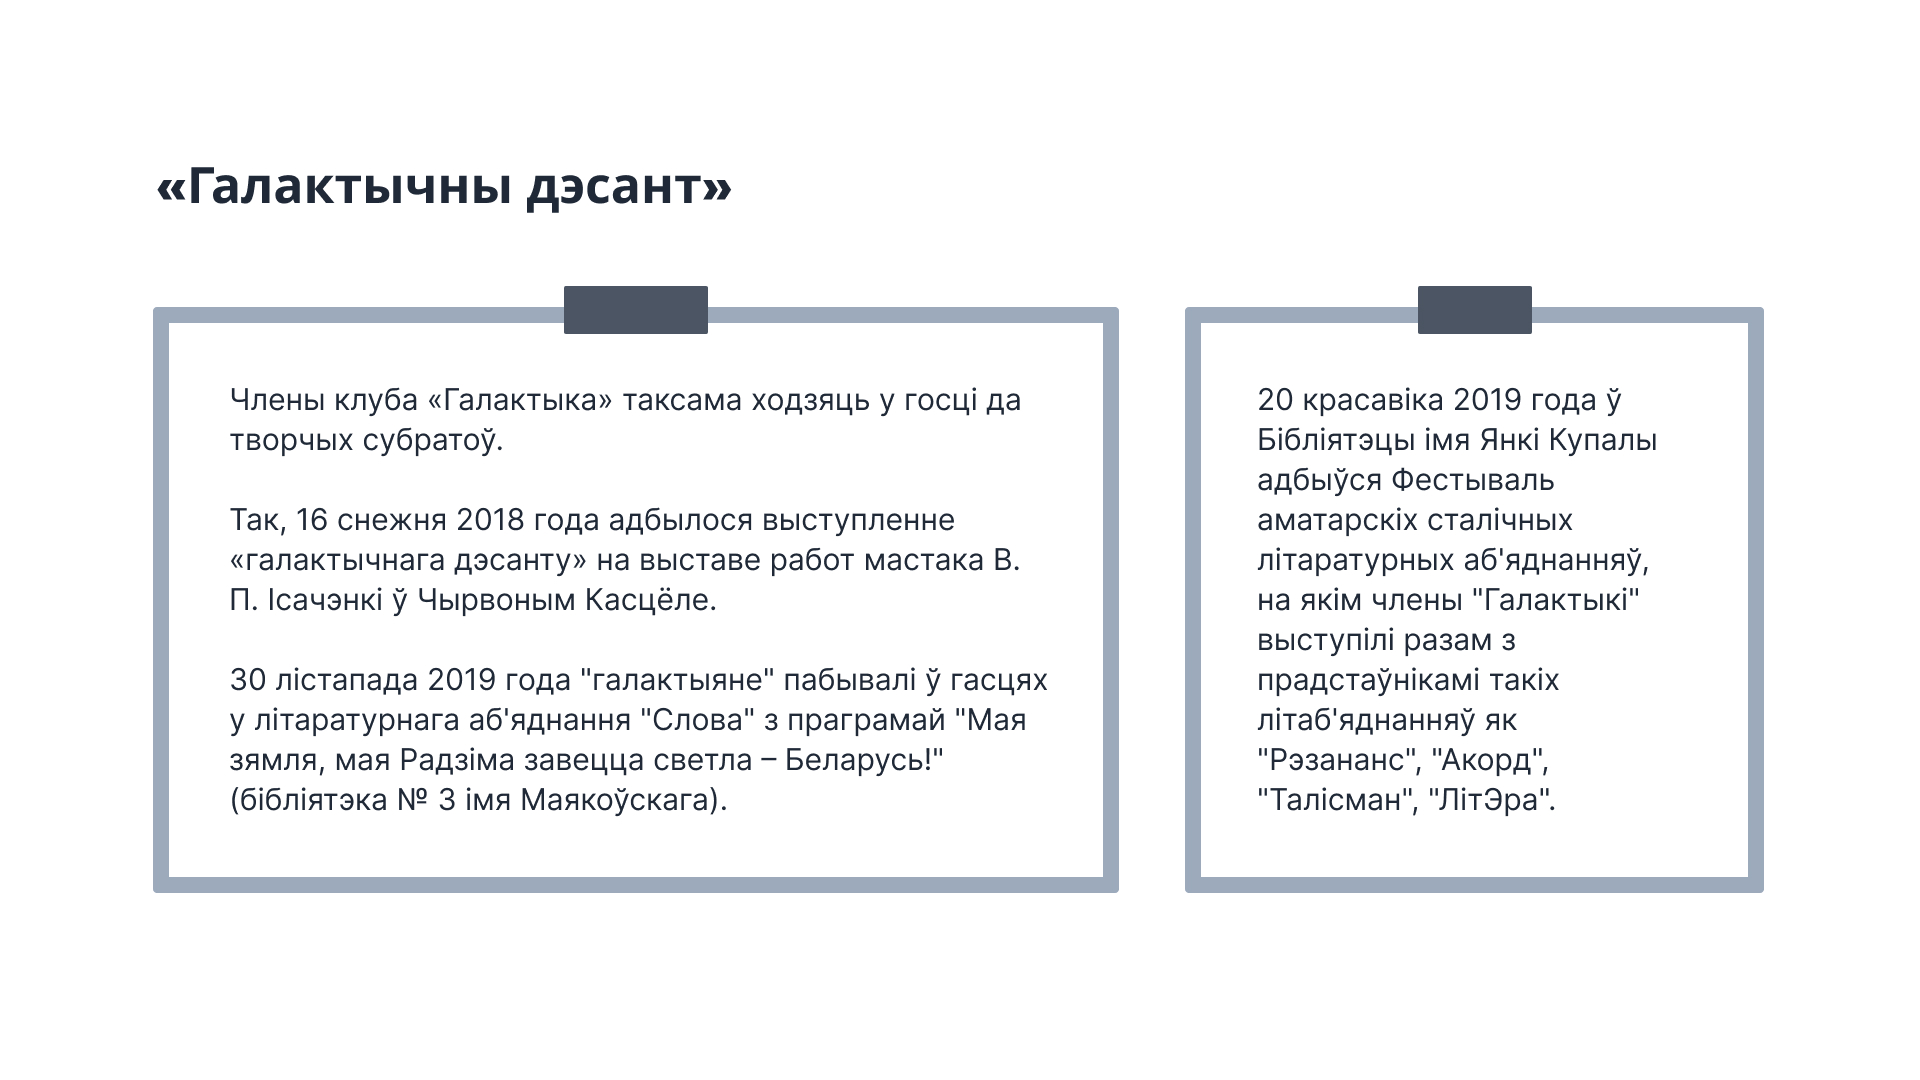 «Галактычны дэсант»
Члены клуба «Галактыка» таксама ходзяць у госці да
творчых субратоў.
Так, 16 снежня 2018 года адбылося выступленне
«галактычнага дэсанту» на выставе работ мастака В.
П. Ісачэнкі ў Чырвоным Касцёле.
30 лістапада 2019 года "галактыяне" пабывалі ў гасцях
у літаратурнага аб'яднання "Слова" з праграмай "Мая
зямля, мая Радзіма завецца светла – Беларусь!"
(бібліятэка № 3 імя Маякоўскага).
20 красавіка 2019 года ў
Бібліятэцы імя Янкі Купалы
адбыўся Фестываль
аматарскіх сталічных
літаратурных аб'яднанняў,
на якім члены "Галактыкі"
выступілі разам з
прадстаўнікамі такіх
літаб'яднанняў як
"Рэзананс", "Акорд",
"Талісман", "ЛітЭра".